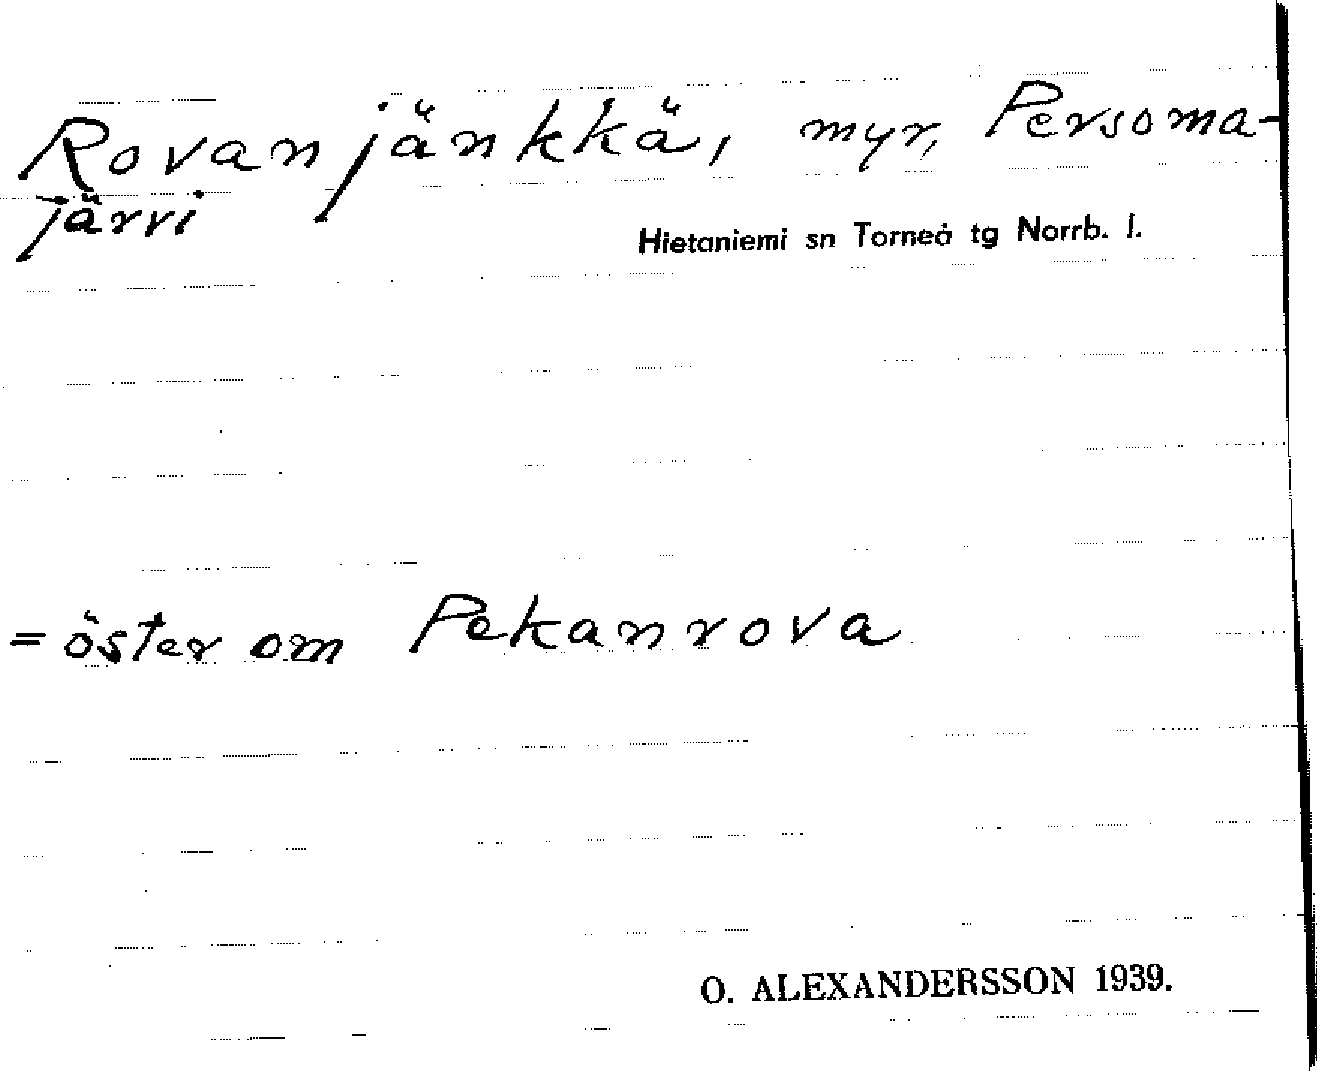 Rovanjänkkä, myr, Persoma-
järvi
Hietaniemi sn Torneå tg Norrb. l.
= öster om Pekanrova
O. ALEXANDERSSON 1939.